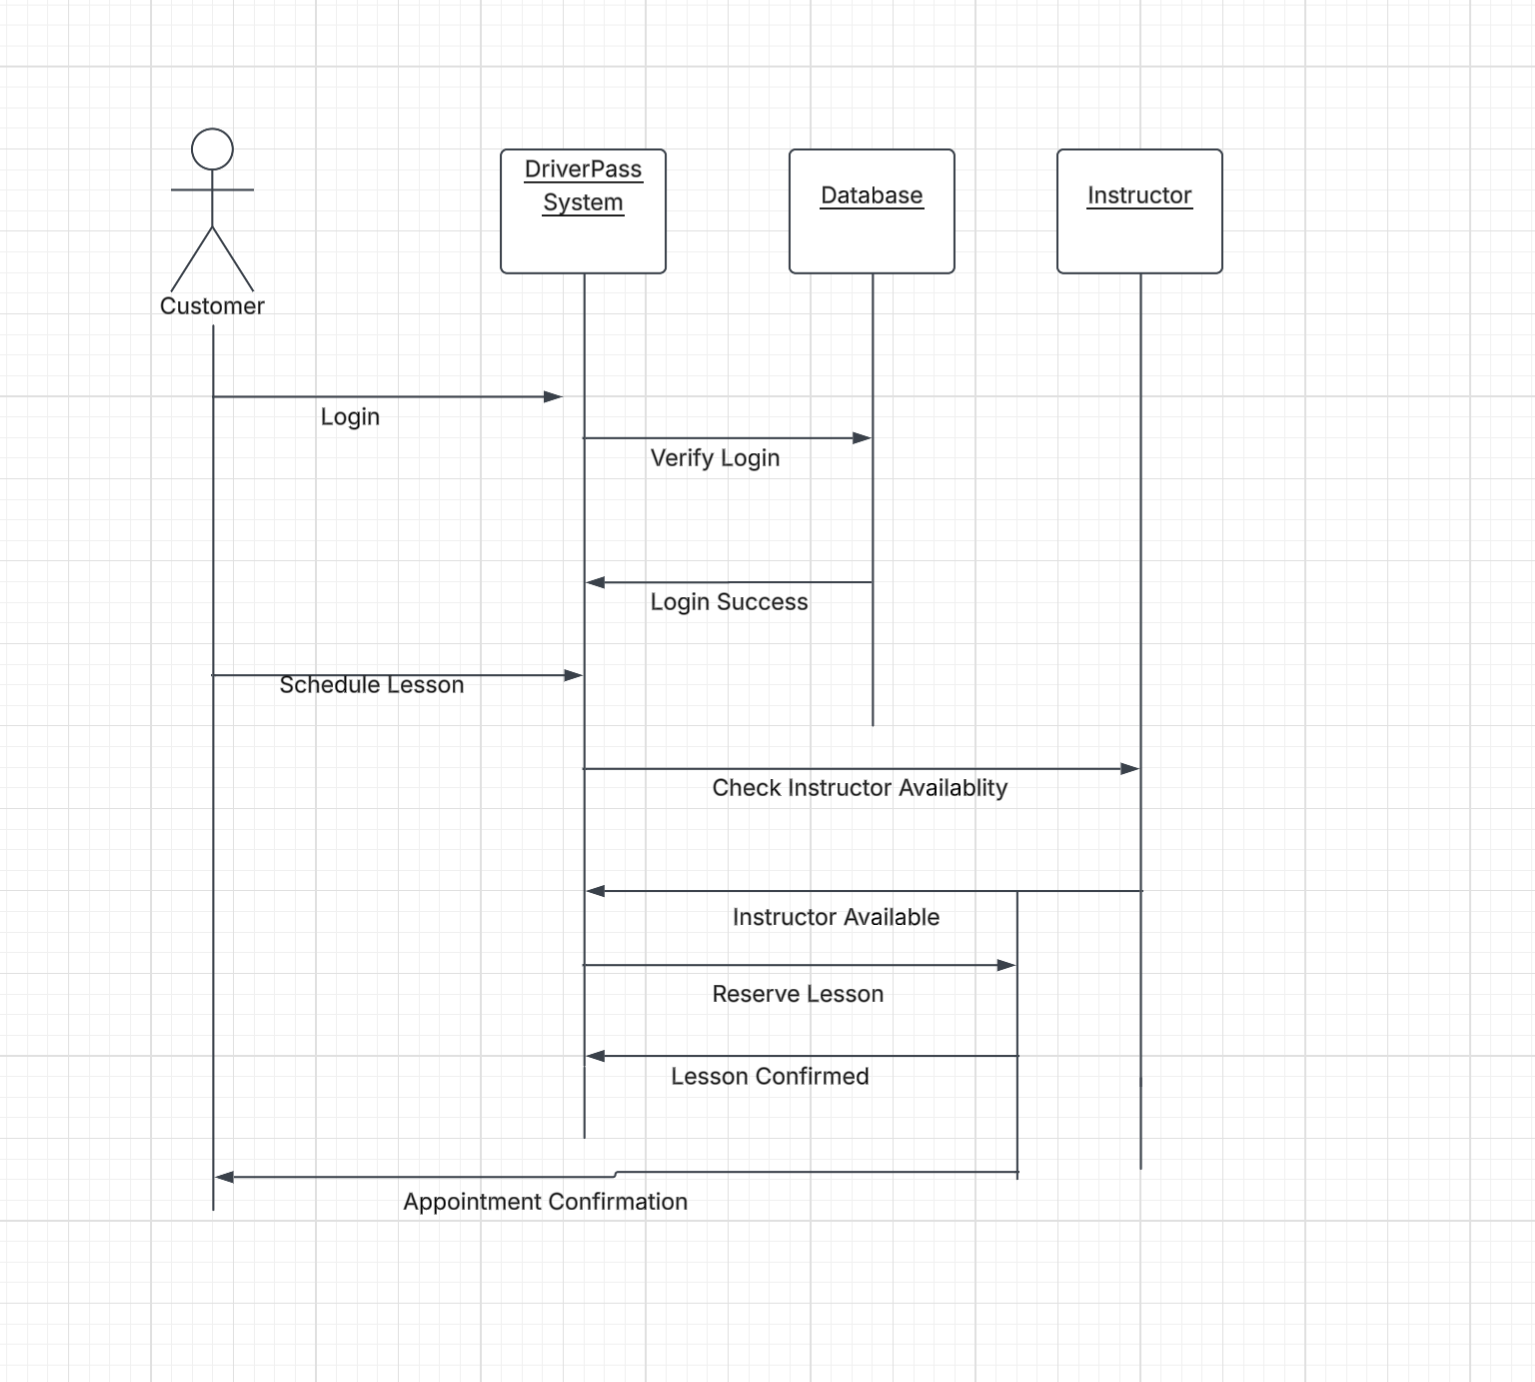 DriverPass
System
Database
Instructor
Customer
Login
Verify Login
Login Success
Schedule Lesson
Check Instructor Availablity
Instructor Available
Reserve Lesson
Lesson Confirmed
Appointment Confirmation